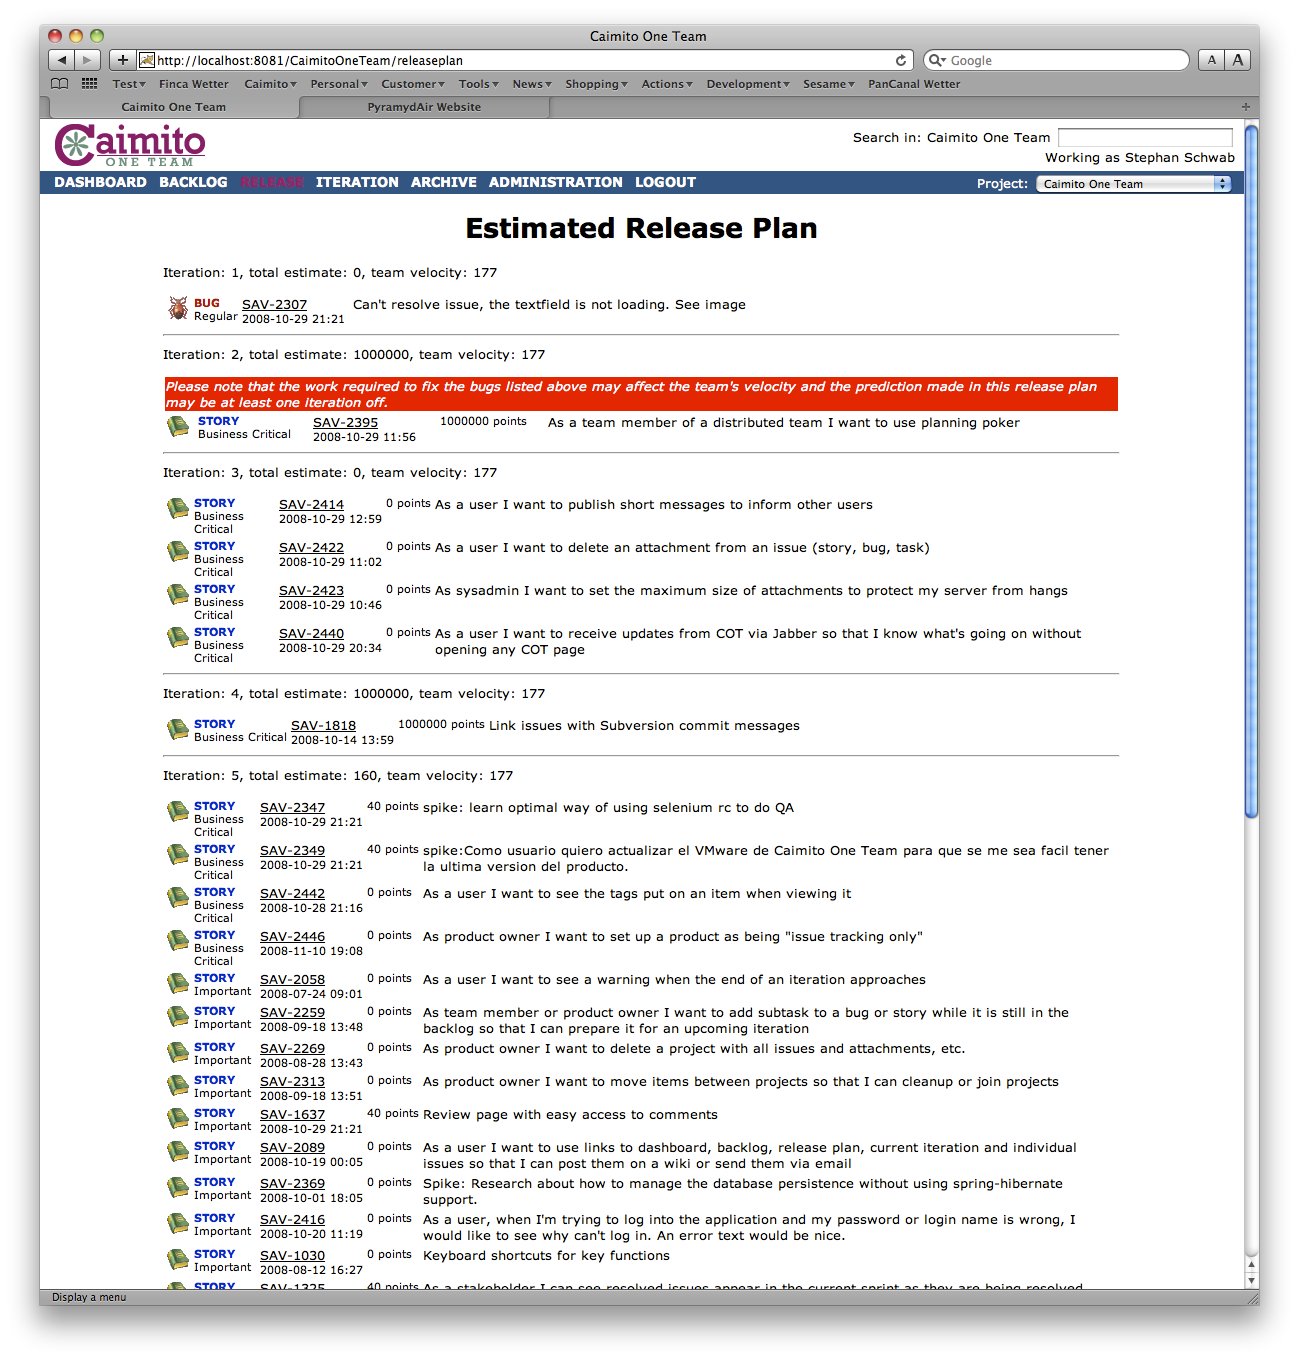 Caimito One Team
http://localhost:8081/CaimitoOneTeam/releaseplan
Google
A A
Test Finca Wetter Caimito Personal Customer Tools News Shopping Actions Development Sesame PanCanal Wetter
Caimito One Team PyramydAir Website
Caimito
ONE TEAM
Search in: Caimito One Team
Working as Stephan Schwab
DASHBOARD BACKLOG RELEASE ITERATION ARCHIVE ADMINISTRATION LOGOUT Project: Caimito One Team
Estimated Release Plan
Iteration: 1, total estimate: 0, team velocity: 177
BUG SAV-2307 Can't resolve issue, the textfield is not loading. See image
Regular 2008-10-29 21:21
Iteration: 2, total estimate: 1000000, team velocity: 177
Please note that the work required to fix the bugs listed above may affect the team's velocity and the prediction made in this release plan
may be at least one iteration off.
STORY SAV-2395 1000000 points As a team member of a distributed team I want to use planning poker
Business Critical 2008-10-29 11:56
Iteration: 3, total estimate: 0, team velocity: 177
STORY SAV-2414 0 points As a user I want to publish short messages to inform other users
Business 2008-10-29 12:59
Critical
STORY SAV-2422 0 points As a user I want to delete an attachment from an issue (story, bug, task)
Business 2008-10-29 11:02
Critical
STORY SAV-2423 0 points As sysadmin I want to set the maximum size of attachments to protect my server from hangs
Business 2008-10-29 10:46
Critical
STORY SAV-2440 0 points As a user I want to receive updates from COT via Jabber so that I know what's going on without
Business 2008-10-29 20:34 opening any COT page
Critical
Iteration: 4, total estimate: 1000000, team velocity: 177
STORY SAV-1818 1000000 points Link issues with Subversion commit messages
Business Critical 2008-10-14 13:59
Iteration: 5, total estimate: 160, team velocity: 177
STORY SAV-2347 40 points spike: learn optimal way of using selenium rc to do QA
Business 2008-10-29 21:21
Critical
STORY SAV-2349 40 points spike:Como usuario quiero actualizar el VMware de Caimito One Team para que se me sea facil tener
Business 2008-10-29 21:21 la ultima version del producto.
Critical
STORY SAV-2442 0 points As a user I want to see the tags put on an item when viewing it
Business 2008-10-28 21:16
Critical
STORY SAV-2446 0 points As product owner I want to set up a product as being "issue tracking only"
Business 2008-11-10 19:08
Critical
STORY SAV-2058 0 points As a user I want to see a warning when the end of an iteration approaches
Important 2008-07-24 09:01
STORY SAV-2259 0 points As team member or product owner I want to add subtask to a bug or story while it is still in the
Important 2008-09-18 13:48 backlog so that I can prepare it for an upcoming iteration
STORY SAV-2269 0 points As product owner I want to delete a project with all issues and attachments, etc.
Important 2008-08-28 13:43
STORY SAV-2313 0 points As product owner I want to move items between projects so that I can cleanup or join projects
Important 2008-09-18 13:51
STORY SAV-1637 40 points Review page with easy access to comments
Important 2008-10-29 21:21
STORY SAV-2089 0 points As a user I want to use links to dashboard, backlog, release plan, current iteration and individual
Important 2008-10-19 00:05 issues so that I can post them on a wiki or send them via email
STORY SAV-2369 0 points Spike: Research about how to manage the database persistence without using spring-hibernate
Important 2008-10-01 18:05 support.
STORY SAV-2416 0 points As a user, when I'm trying to log into the application and my password or login name is wrong, I
Important 2008-10-20 11:19 would like to see why can't log in. An error text would be nice.
STORY SAV-1030 0 points Keyboard shortcuts for key functions
Important 2008-08-12 16:27
STORY SAV-1325 40 points As a stakeholder I can see resolved issues appear in the current sprint as they are being resolved
Display a menu